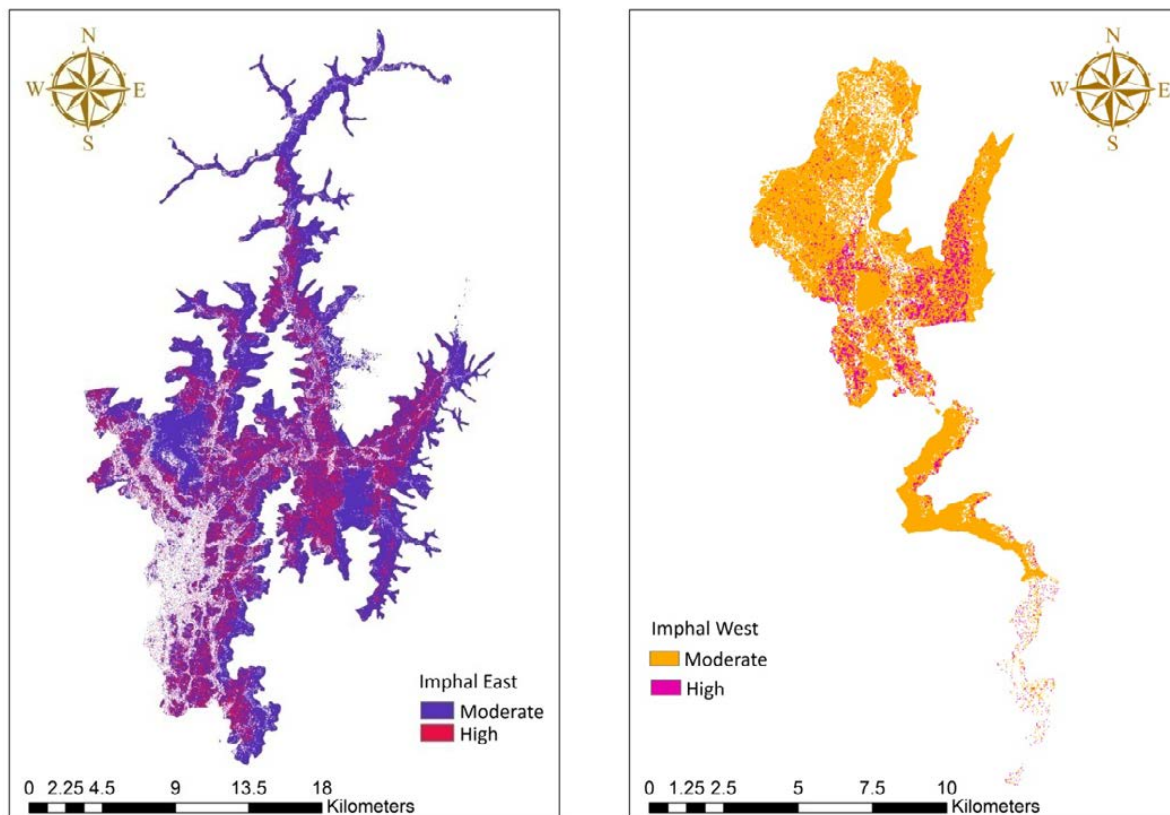 N
W E
S
Imphal East
Moderate
High
0 2.25 4.5 9 13.5 18
Kilometers
N
W E
S
Imphal West
Moderate
High
0 1.25 2.5 5 7.5 10
Kilometers